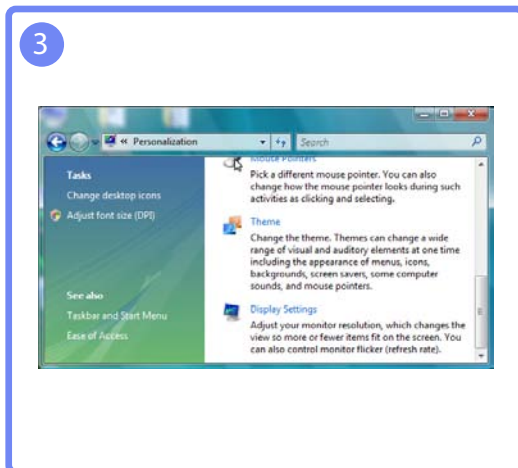 3
« Personalization
Search
Tasks
Change desktop icons
Adjust font size (DPI)
See also
Taskbar and Start Menu
Ease of Access
Mouse Pointers
Pick a different mouse pointer. You can also
change how the mouse pointer looks during such
activities as clicking and selecting.
Theme
Change the theme. Themes can change a wide
range of visual and auditory elements at one time
including the appearance of menus, icons,
backgrounds, screen savers, some computer
sounds, and mouse pointers.
Display Settings
Adjust your monitor resolution, which changes the
view so more or fewer items fit on the screen. You
can also control monitor flicker (refresh rate).